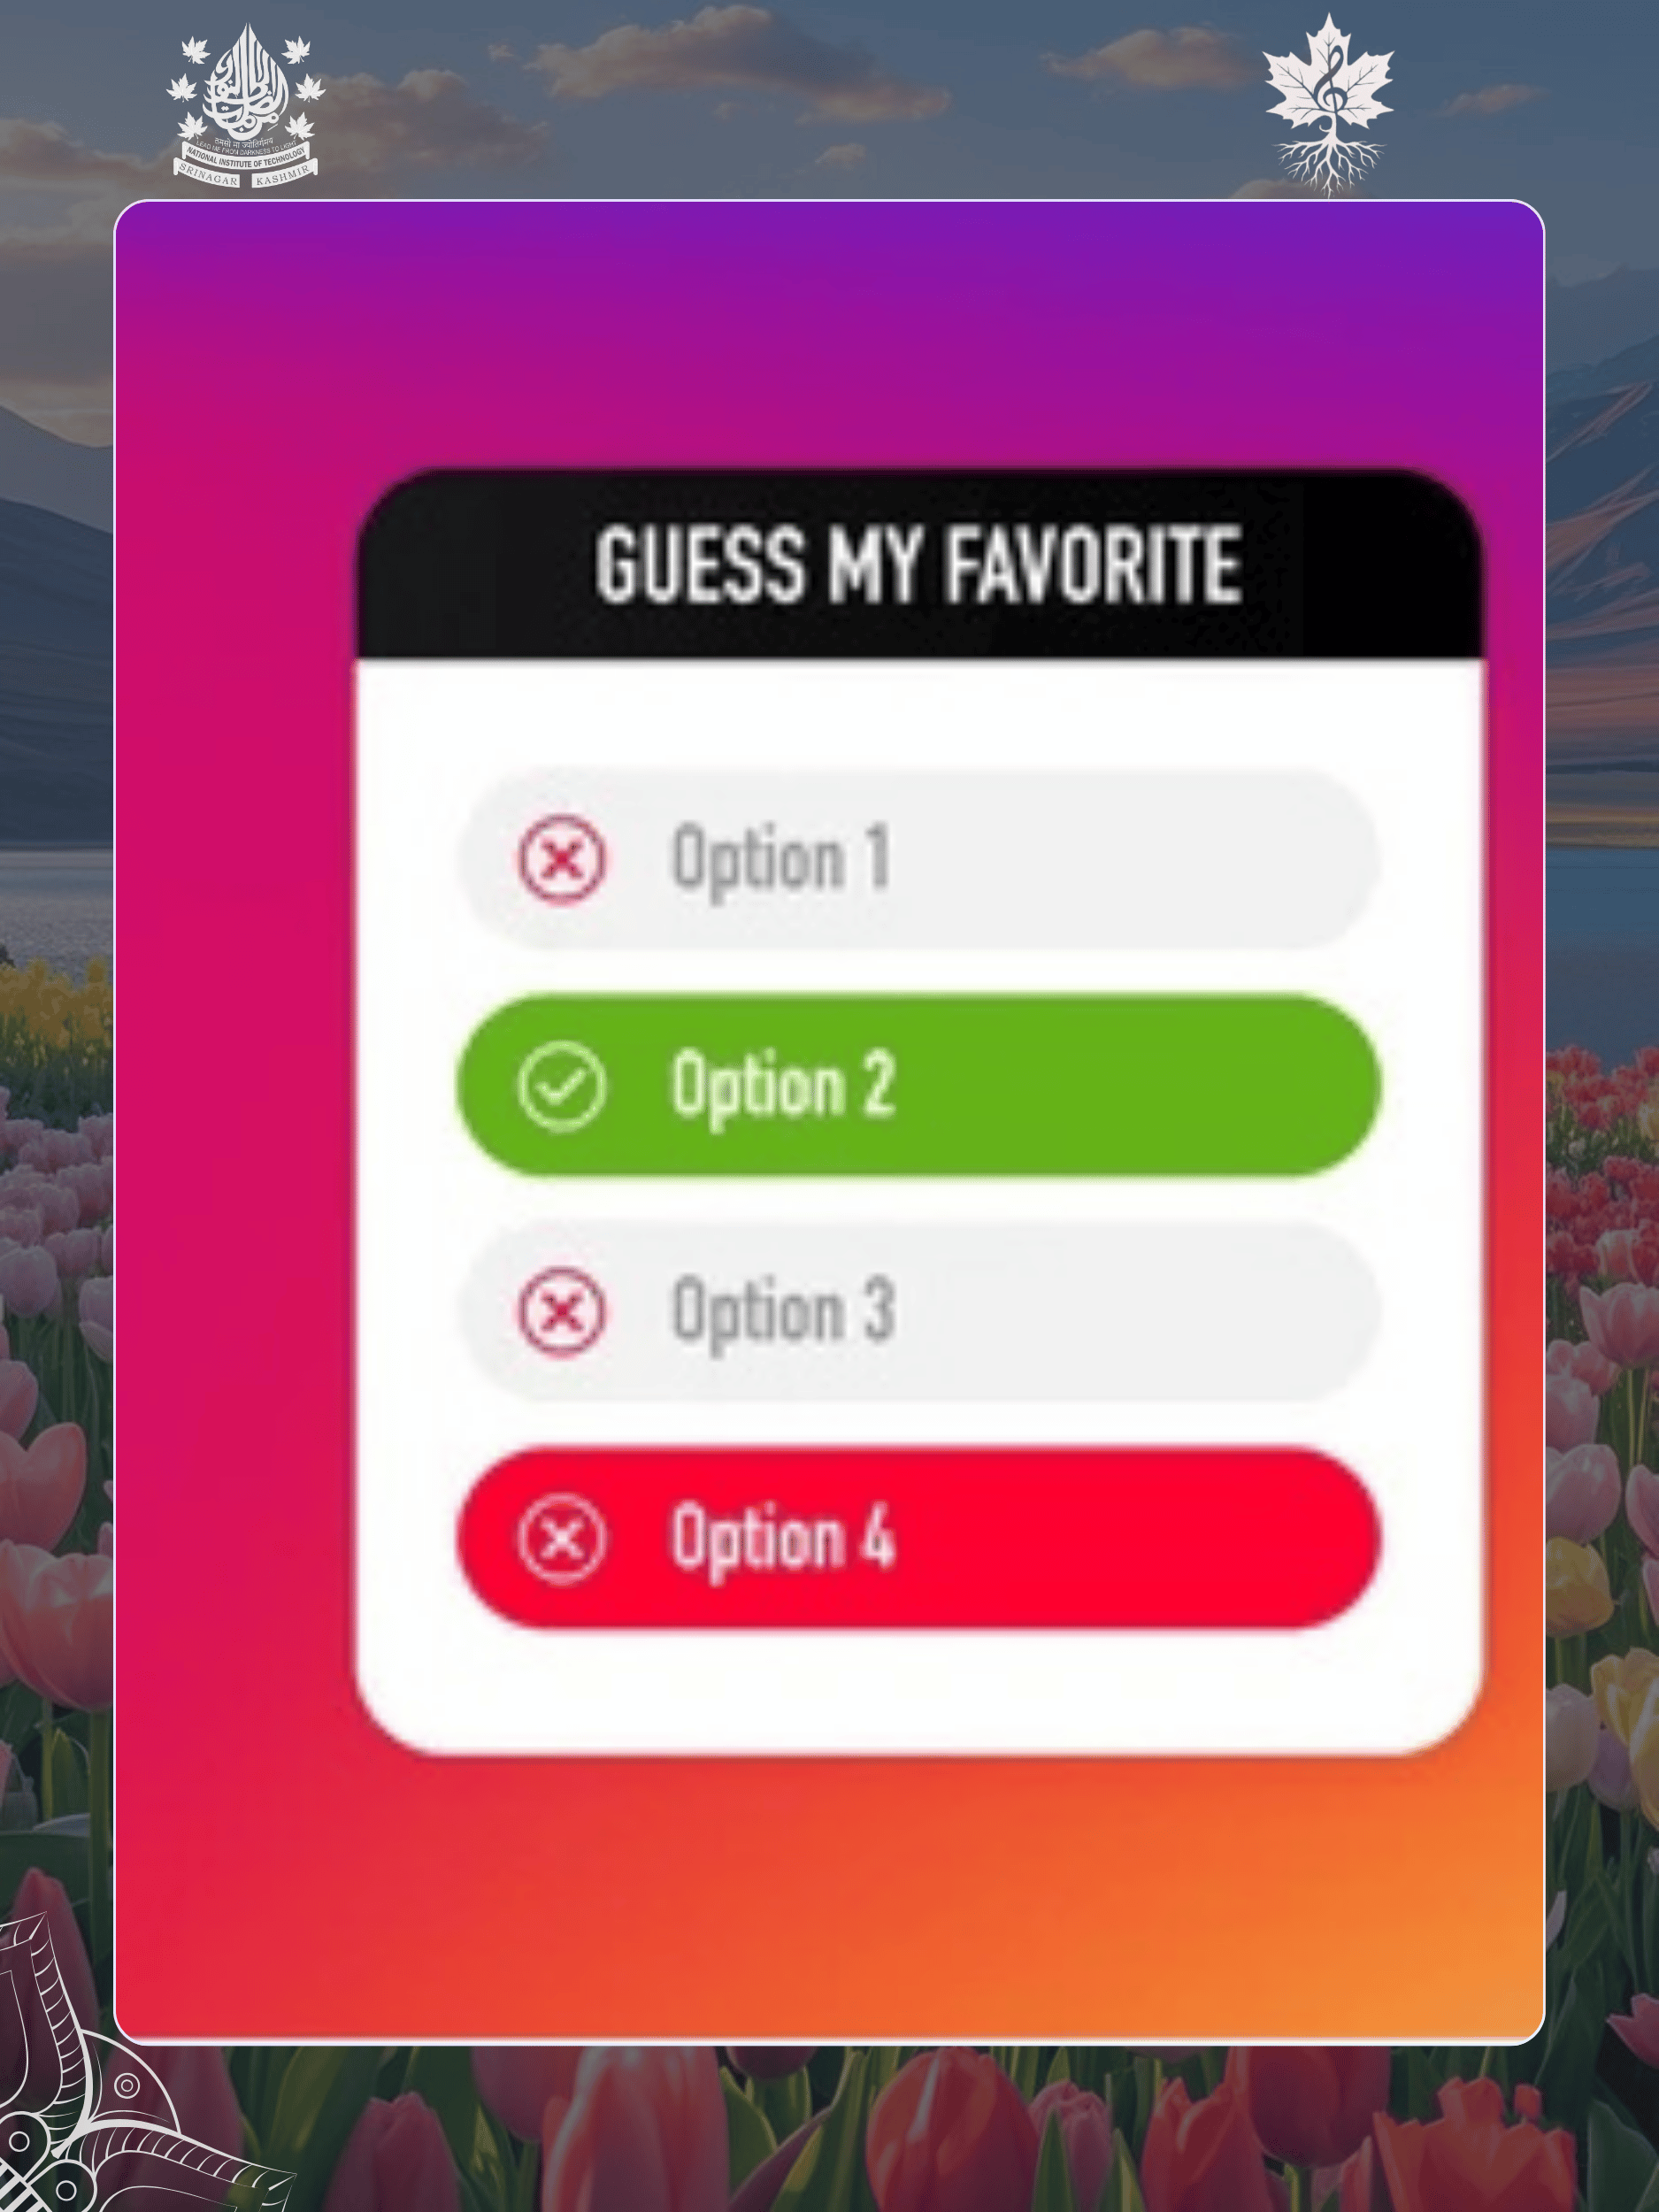 तमसो मा ज्योतिर्गमय
LEAD ME FROM DARKNESS TO LIGHT
NATIONAL INSTITUTE OF TECHNOLOGY
SRINAGAR KASHMIR
GUESS MY FAVORITE
Option 1
Option 2
Option 3
Option 4